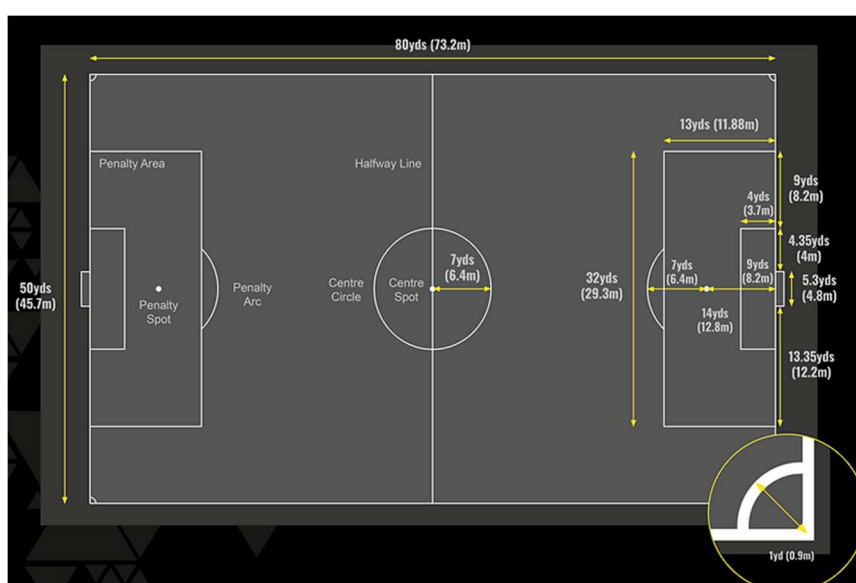 80yds (73.2m)
13yds (11.88m)
Penalty Area
Halfway Line
9yds
(8.2m)
4yds
(3.7m)
4.35yds
(4m)
50yds
(45.7m)
Penalty
Spot
Penalty
Arc
Centre
Circle
Centre
Spot
7yds
(6.4m)
32yds
(29.3m)
7yds
(6.4m)
9yds
(8.2m)
5.3yds
(4.8m)
14yds
(12.8m)
13.35yds
(12.2m)
1yd (0.9m)